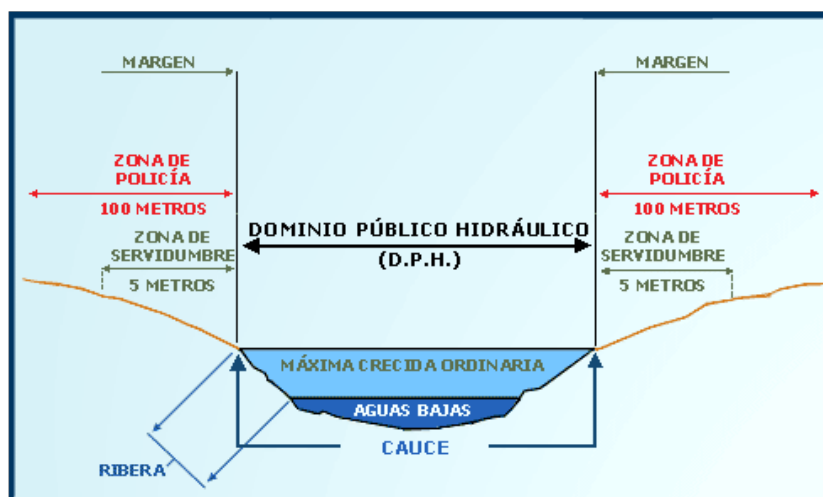 MARGEN
MARGEN
ZONA DE
POLICÍA
100 METROS
ZONA DE
POLICÍA
100 METROS
DOMINIO PÚBLICO HIDRÁULICO
(D.P.H.)
ZONA DE
SERVIDUMBRE
5 METROS
ZONA DE
SERVIDUMBRE
5 METROS
MÁXIMA CRECIDA ORDINARIA
AGUAS BAJAS
CAUCE
RIBERA